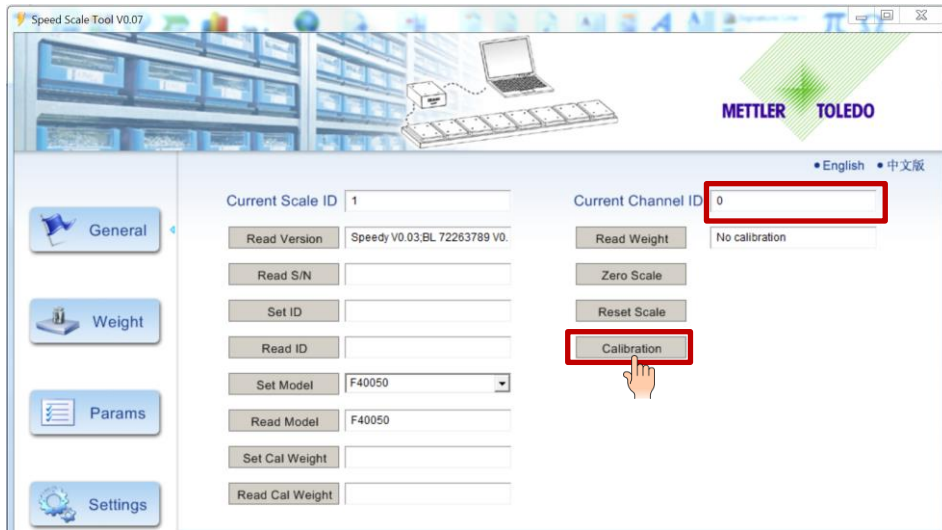 Speed Scale Tool V0.07
METTLER TOLEDO
•English •中文版
General
Weight
Params
Settings
Current Scale ID 1
Read Version Speedy V0.03;BL 72263789 V0.
Read S/N
Set ID
Read ID
Set Model F40050
Read Model F40050
Set Cal Weight
Read Cal Weight
Current Channel ID 0
Read Weight No calibration
Zero Scale
Reset Scale
Calibration